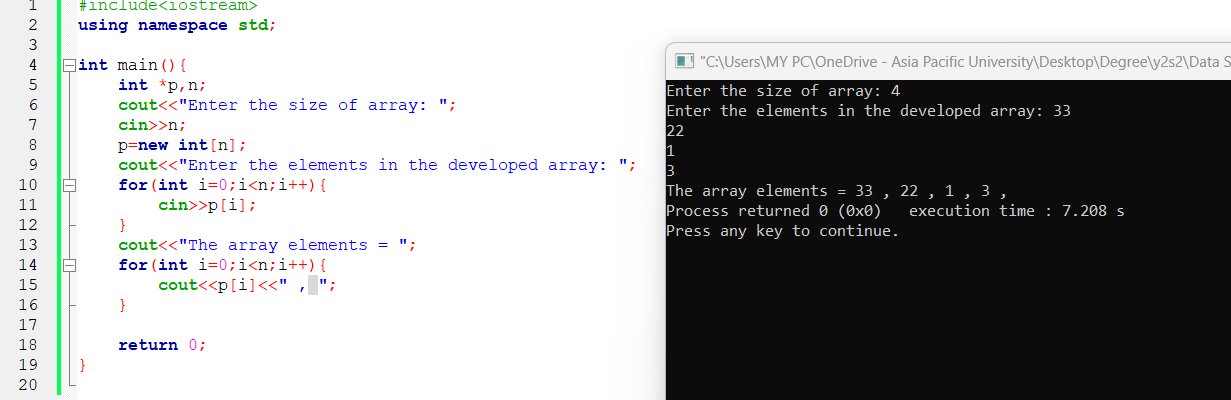 1 #include<iostream>
2 using namespace std;
3
4 int main(){
5 int *p,n;
6 cout<<"Enter the size of array: ";
7 cin>>n;
8 p=new int[n];
9 cout<<"Enter the elements in the developed array: ";
10 for(int i=0;i<n;i++){
11 cin>>p[i];
12 }
13 cout<<"The array elements = ";
14 for(int i=0;i<n;i++){
15 cout<<p[i]<<" , ";
16 }
17
18 return 0;
19 }
20
"C:\Users\MY PC\OneDrive - Asia Pacific University\Desktop\Degree\y2s2\Data S
Enter the size of array: 4
Enter the elements in the developed array: 33
22
1
3
The array elements = 33 , 22 , 1 , 3 ,
Process returned 0 (0x0)   execution time : 7.208 s
Press any key to continue.